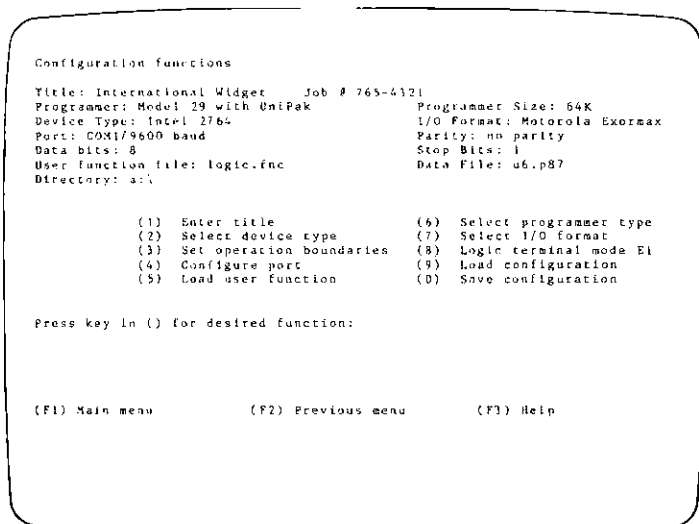 Configuration functions
Title: International Widget Job # 765-4321
Programmer: Model 29 with UniPak Programmer Size: 64K
Device Type: Intel 2764 I/O Format: Motorola Exormax
Port: COM1/9600 baud Parity: no parity
Data bits: 8 Stop Bits: 1
User function file: logic.fnc Data File: u6.p87
Directory: a:\
(1) Enter title (6) Select programmer type
(2) Select device type (7) Select I/O format
(3) Set operation boundaries (8) Logic terminal mode E1
(4) Configure port (9) Load configuration
(5) Load user function (0) Save configuration
Press key in () for desired function:
(F1) Main menu (F2) Previous menu (F3) Help